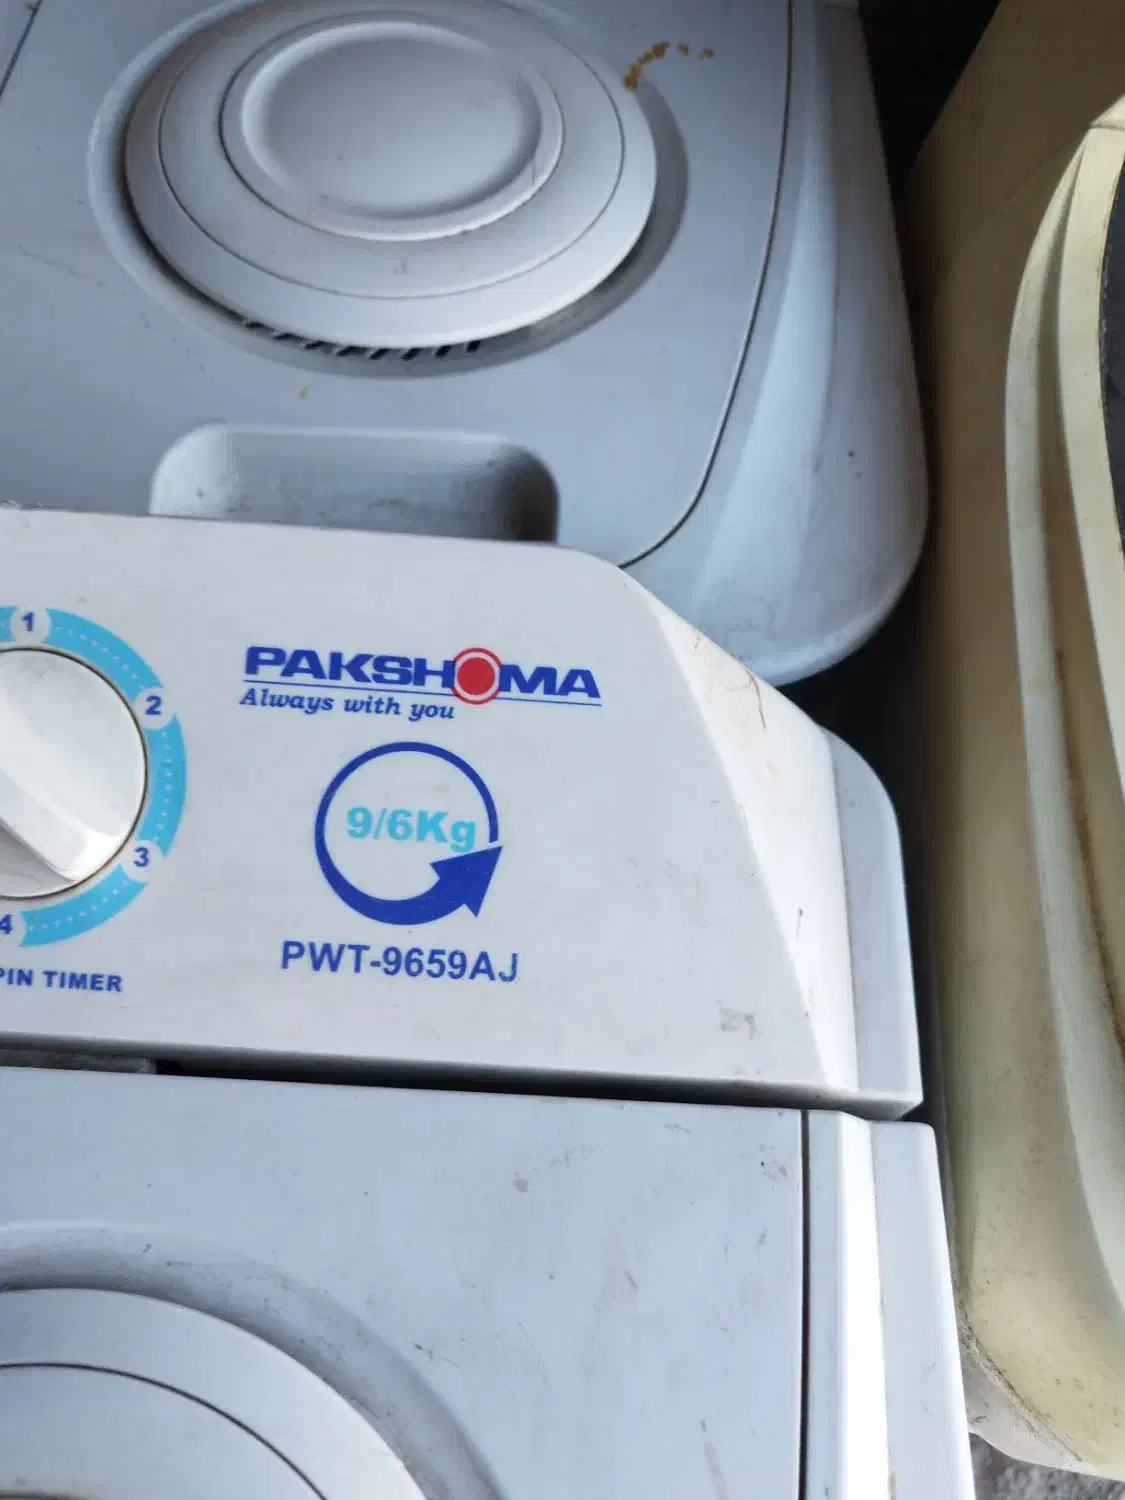 1
2
3
4
PIN TIMER
PAKSHOMA
Always with you
9/6Kg
PWT-9659AJ